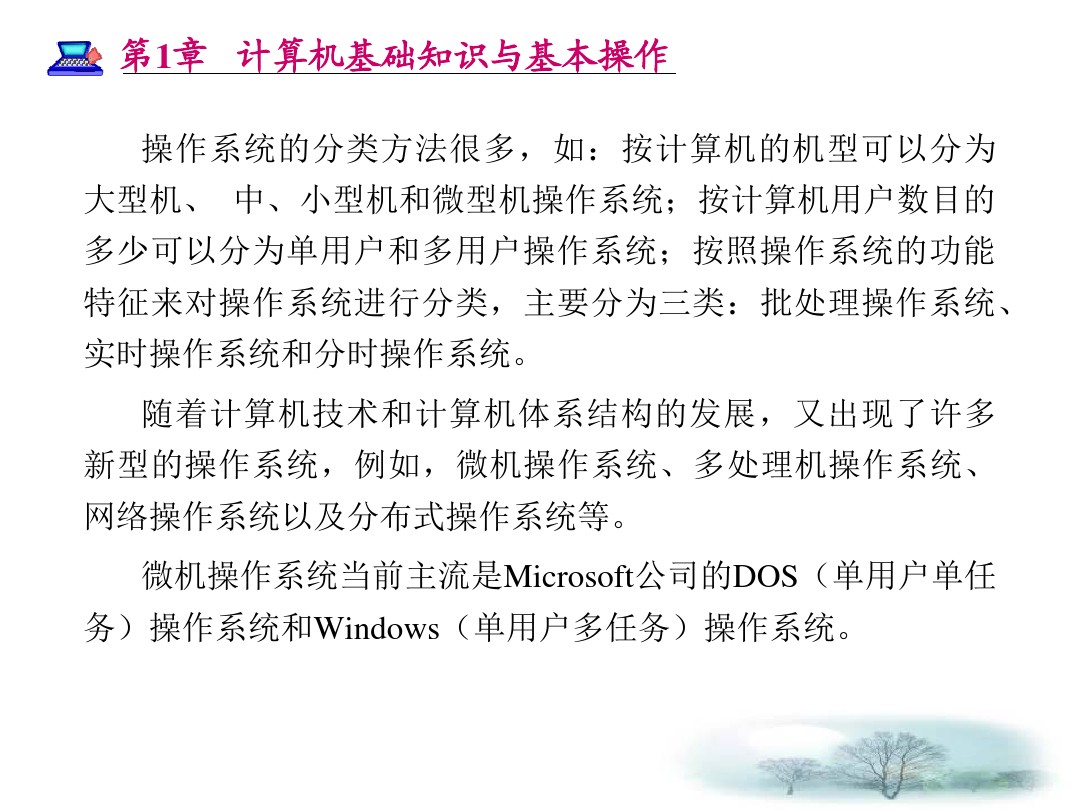 第1章 计算机基础知识与基本操作
操作系统的分类方法很多，如：按计算机的机型可以分为
大型机、 中、小型机和微型机操作系统；按计算机用户数目的
多少可以分为单用户和多用户操作系统；按照操作系统的功能
特征来对操作系统进行分类，主要分为三类：批处理操作系统、
实时操作系统和分时操作系统。
随着计算机技术和计算机体系结构的发展，又出现了许多
新型的操作系统，例如，微机操作系统、多处理机操作系统、
网络操作系统以及分布式操作系统等。
微机操作系统当前主流是Microsoft公司的DOS（单用户单任
务）操作系统和Windows（单用户多任务）操作系统。